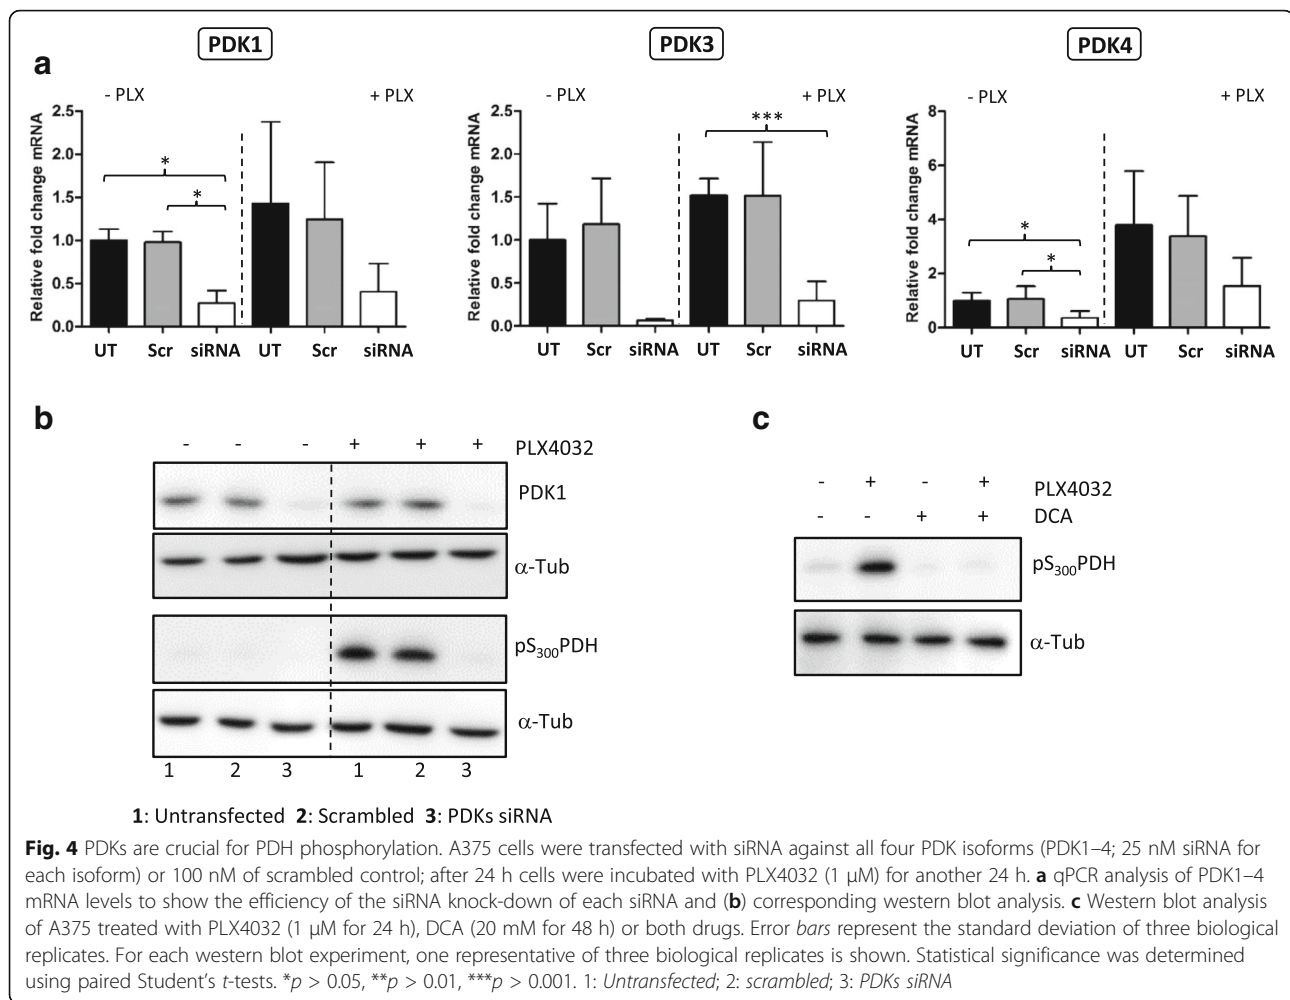 PDK1 PDK3 PDK4
a
- PLX + PLX - PLX + PLX - PLX + PLX
Relative fold change mRNA
2.5
2.0
1.5
1.0
0.5
0.0
* *
UT Scr siRNA UT Scr siRNA
Relative fold change mRNA
2.5
2.0
1.5
1.0
0.5
0.0
***
UT Scr siRNA UT Scr siRNA
Relative fold change mRNA
8
6
4
2
0
* *
UT Scr siRNA UT Scr siRNA
b
- - - + + + PLX4032
PDK1
α-Tub
pS300PDH
α-Tub
1 2 3 1 2 3
1: Untransfected 2: Scrambled 3: PDKs siRNA
c
- + - + PLX4032
- - + + DCA
pS300PDH
α-Tub
Fig. 4 PDKs are crucial for PDH phosphorylation. A375 cells were transfected with siRNA against all four PDK isoforms (PDK1–4; 25 nM siRNA for
each isoform) or 100 nM of scrambled control; after 24 h cells were incubated with PLX4032 (1 μM) for another 24 h. a qPCR analysis of PDK1–4
mRNA levels to show the efficiency of the siRNA knock-down of each siRNA and (b) corresponding western blot analysis. c Western blot analysis
of A375 treated with PLX4032 (1 μM for 24 h), DCA (20 mM for 48 h) or both drugs. Error bars represent the standard deviation of three biological
replicates. For each western blot experiment, one representative of three biological replicates is shown. Statistical significance was determined
using paired Student's t-tests. *p > 0.05, **p > 0.01, ***p > 0.001. 1: Untransfected; 2: scrambled; 3: PDKs siRNA